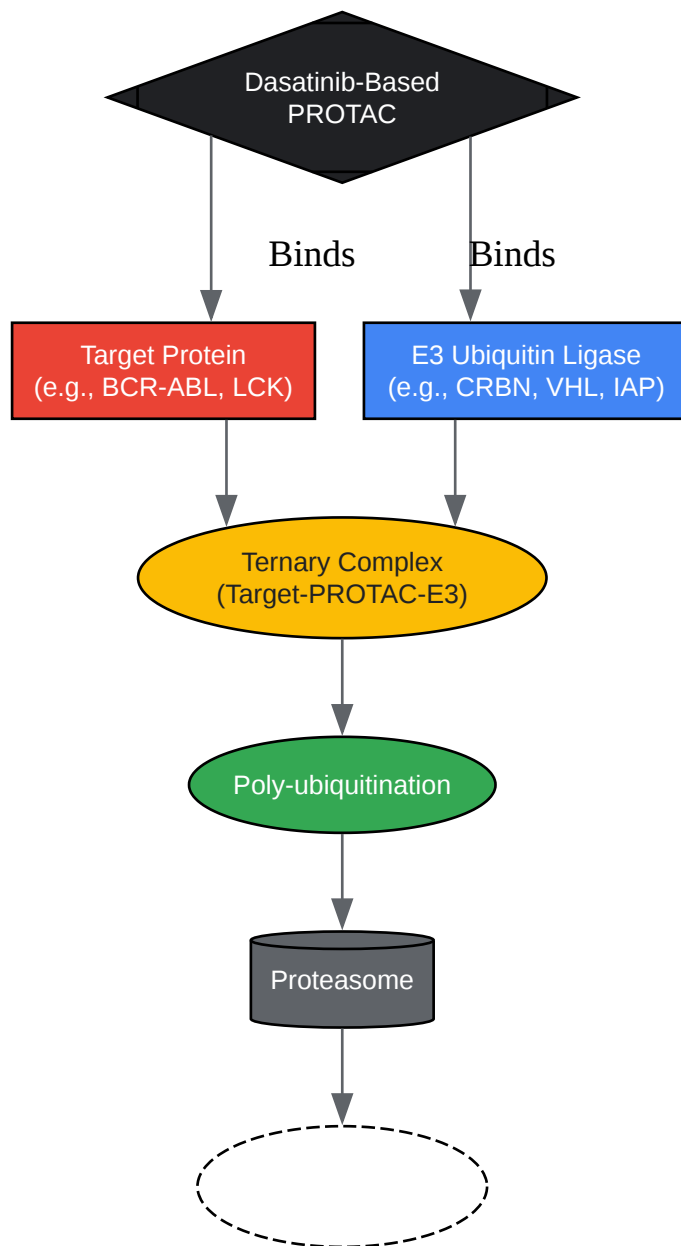 Dasatinib-Based
PROTAC
Binds
Binds
Target Protein
(e.g., BCR-ABL, LCK)
E3 Ubiquitin Ligase
(e.g., CRBN, VHL, IAP)
Ternary Complex
(Target-PROTAC-E3)
Poly-ubiquitination
Proteasome